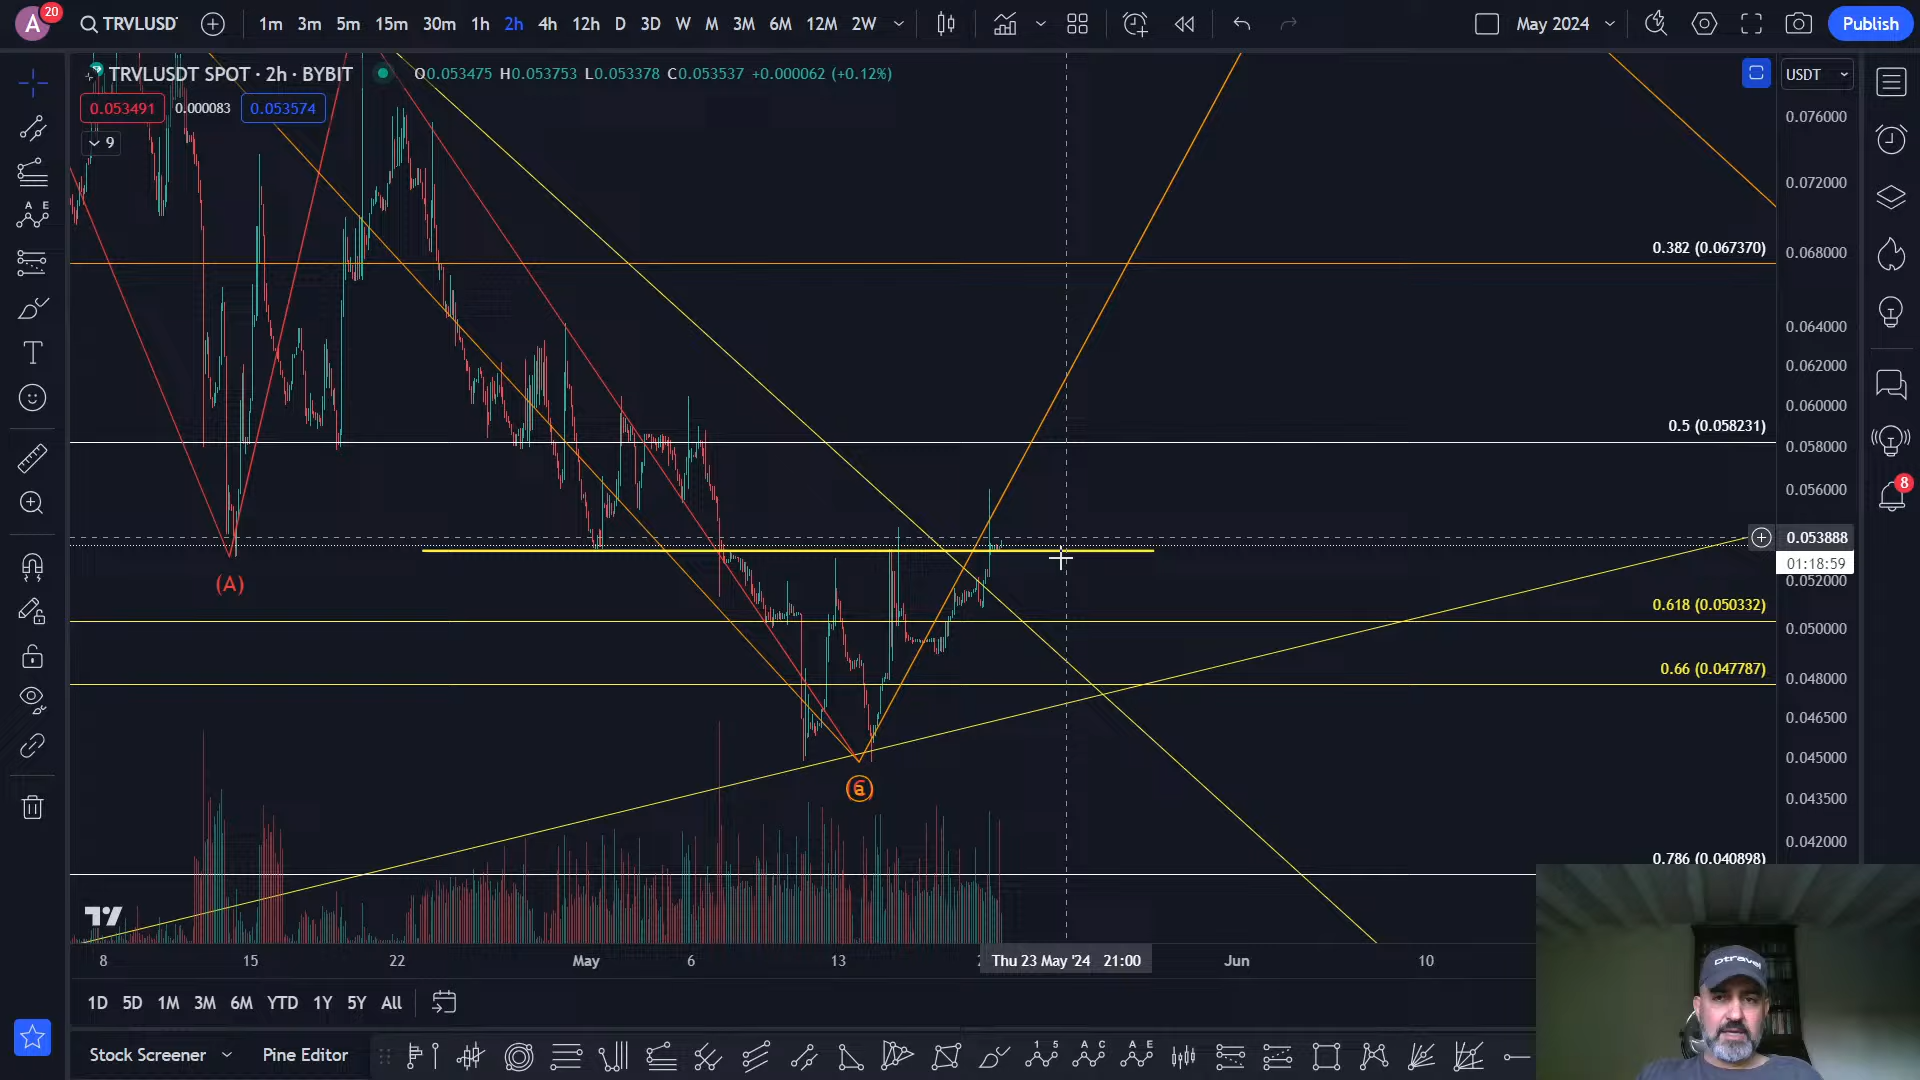 A
20
TRVLUSDT
1m 3m 5m 15m 30m 1h 2h 4h 12h D 3D W M 3M 6M 12M 2W
May 2024
Publish
TRVLUSDT SPOT · 2h · BYBIT
O0.053475 H0.053753 L0.053378 C0.053537 +0.000062 (+0.12%)
USDT
0.053491 0.000083 0.053574
9
0.076000
0.072000
0.382 (0.067370)
0.068000
0.064000
0.062000
0.060000
0.5 (0.058231)
0.058000
0.056000
8
0.053888
01:18:59
0.052000
(A)
0.618 (0.050332)
0.050000
0.66 (0.047787)
0.048000
0.046500
0.045000
0.043500
0.042000
0.786 (0.040898)
8 15 22 May 6 13 Thu 23 May '24 21:00 Jun 10
1D 5D 1M 3M 6M YTD 1Y 5Y All
Stock Screener
Pine Editor
Dtravel